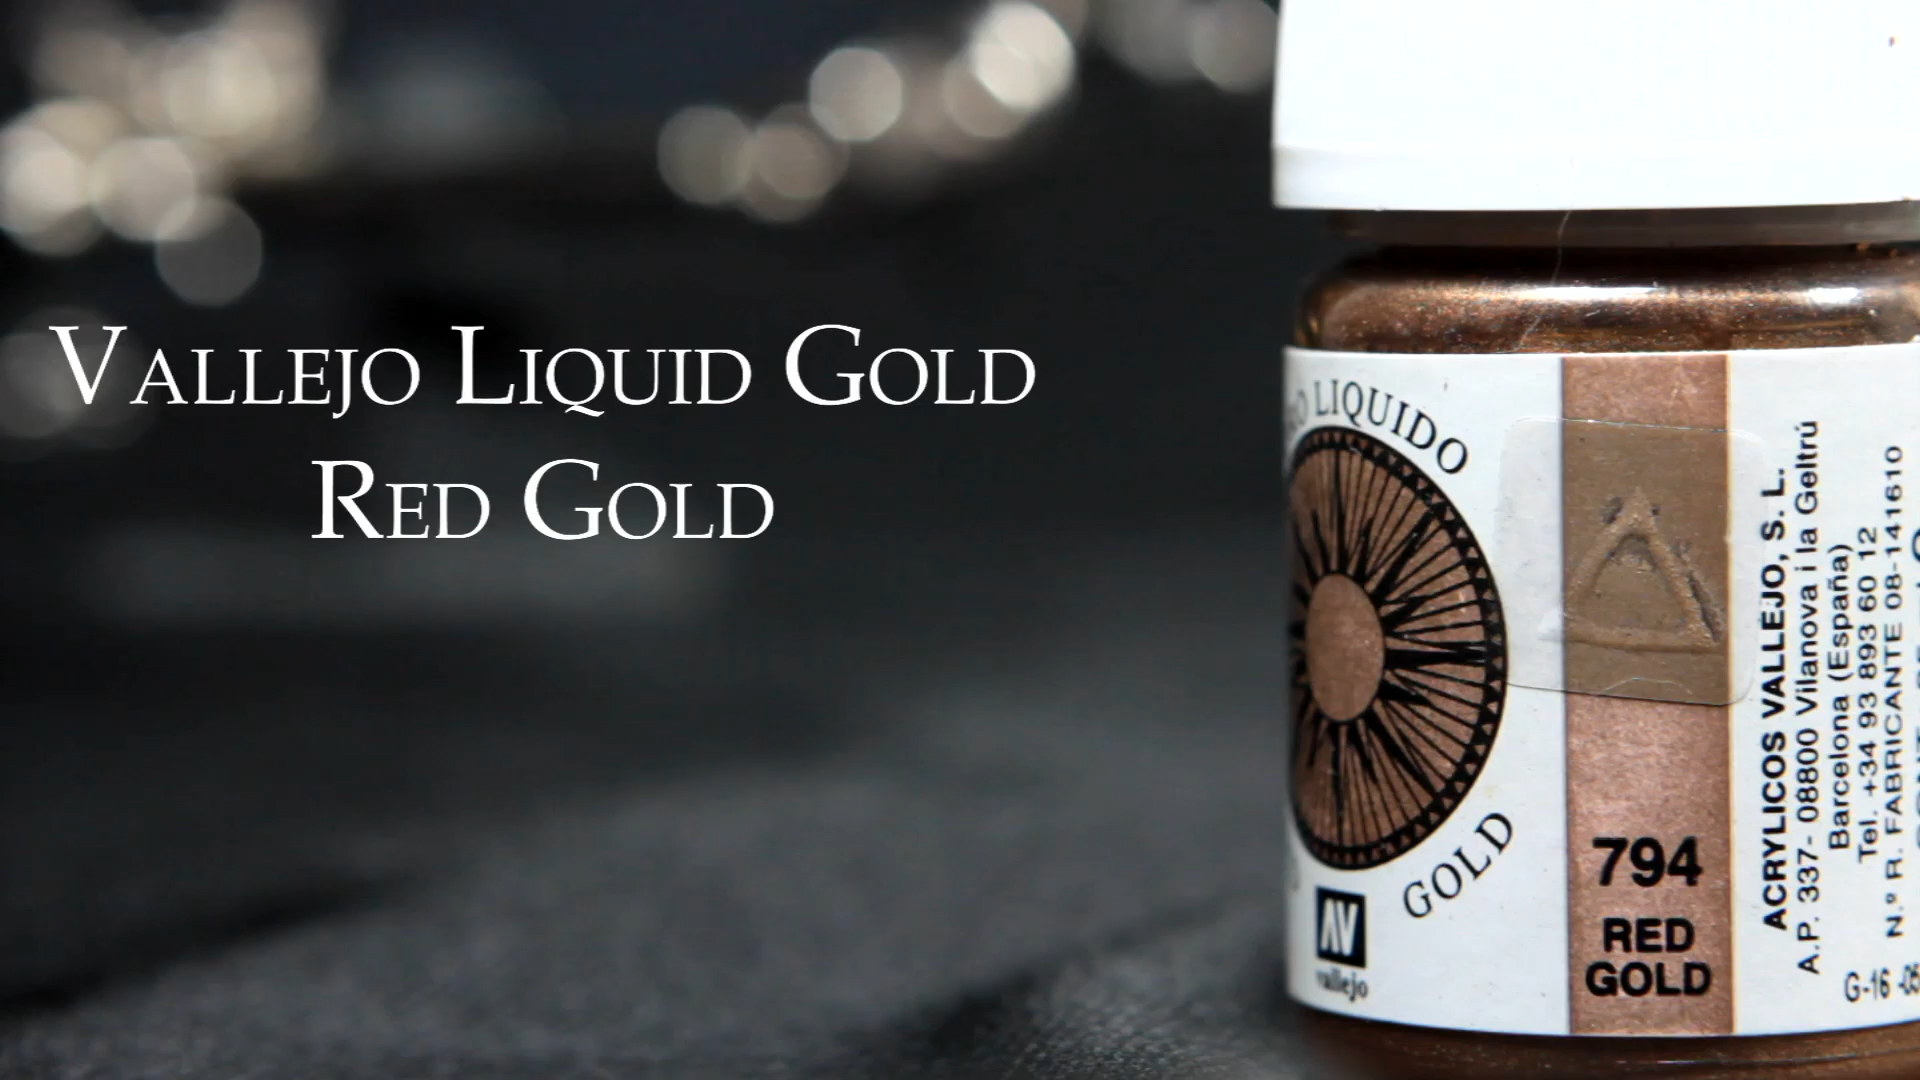 Vallejo Liquid Gold
Red Gold
LIQUIDO
GOLD
AV
vallejo
794
RED
GOLD
ACRYLICOS VALLEJO, S. L.
A.P. 337- 08800 Vilanova i la Geltrú
Barcelona (España)
Tel. +34 93 893 60 12
N.º R. FABRICANTE 08-141610
G-16 -05